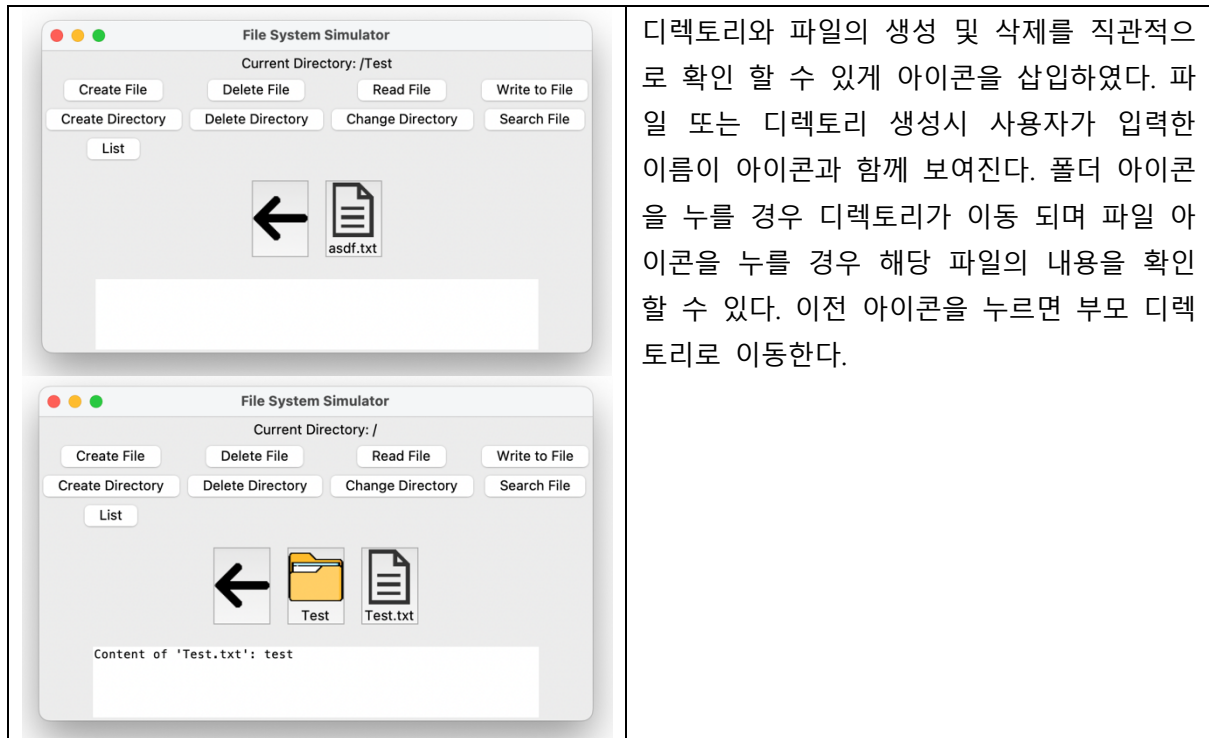 File System Simulator
Current Directory: /Test
Create File Delete File Read File Write to File
Create Directory Delete Directory Change Directory Search File
List
asdf.txt
File System Simulator
Current Directory: /
Create File Delete File Read File Write to File
Create Directory Delete Directory Change Directory Search File
List
Test Test.txt
Content of 'Test.txt': test
디렉토리와 파일의 생성 및 삭제를 직관적으
로 확인 할 수 있게 아이콘을 삽입하였다. 파
일 또는 디렉토리 생성시 사용자가 입력한
이름이 아이콘과 함께 보여진다. 폴더 아이콘
을 누를 경우 디렉토리가 이동 되며 파일 아
이콘을 누를 경우 해당 파일의 내용을 확인
할 수 있다. 이전 아이콘을 누르면 부모 디렉
토리로 이동한다.